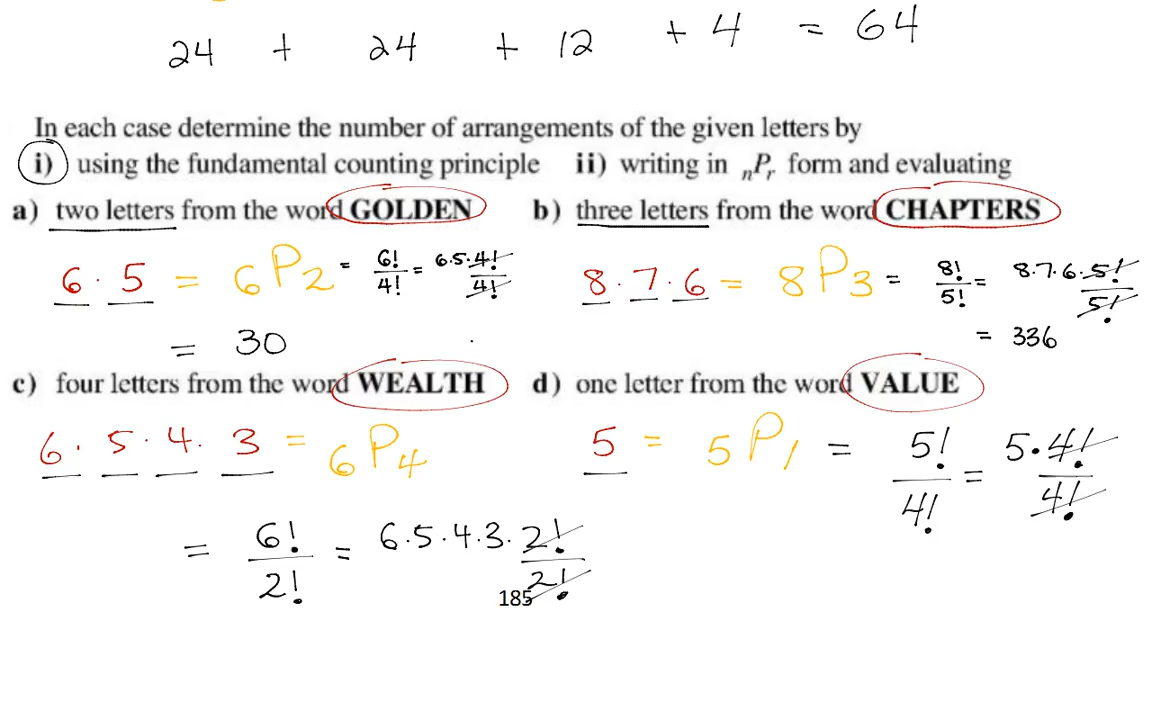 24 + 24 + 12 + 4 = 64
In each case determine the number of arrangements of the given letters by
i) using the fundamental counting principle ii) writing in nPr form and evaluating
a) two letters from the word GOLDEN b) three letters from the word CHAPTERS
6 · 5 = 6P2 = 6!/4! = 6·5·4!/4! 8 · 7 · 6 = 8P3 = 8!/5! = 8·7·6·5!/5!
= 30 = 336
c) four letters from the word WEALTH d) one letter from the word VALUE
6 · 5 · 4 · 3 = 6P4 5 = 5P1 = 5!/4! = 5·4!/4!
= 6!/2! = 6·5·4·3·2!/2!
185